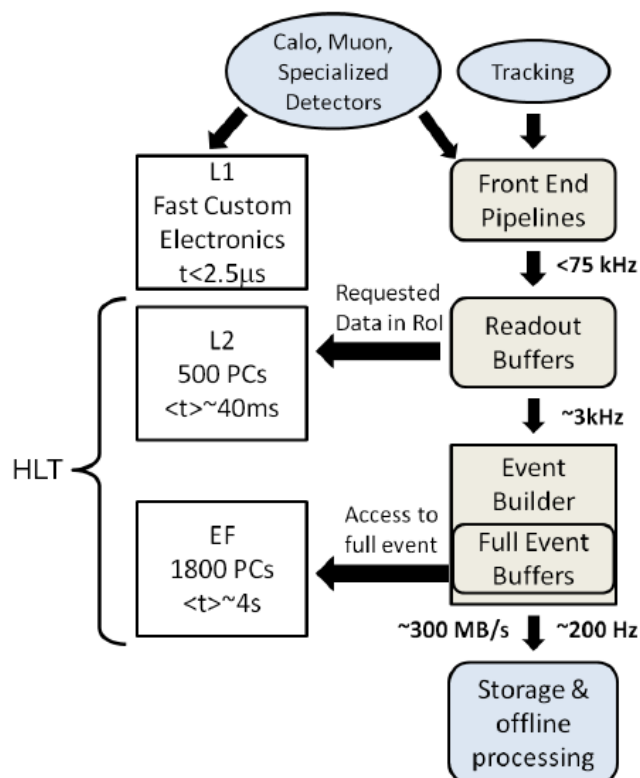 Calo, Muon,
Specialized
Detectors
Tracking
L1
Fast Custom
Electronics
t<2.5μs
Front End
Pipelines
<75 kHz
Requested
Data in RoI
L2
500 PCs
<t>~40ms
Readout
Buffers
~3kHz
HLT
Event
Builder
Access to
full event
EF
1800 PCs
<t>~4s
Full Event
Buffers
~300 MB/s
~200 Hz
Storage &
offline
processing